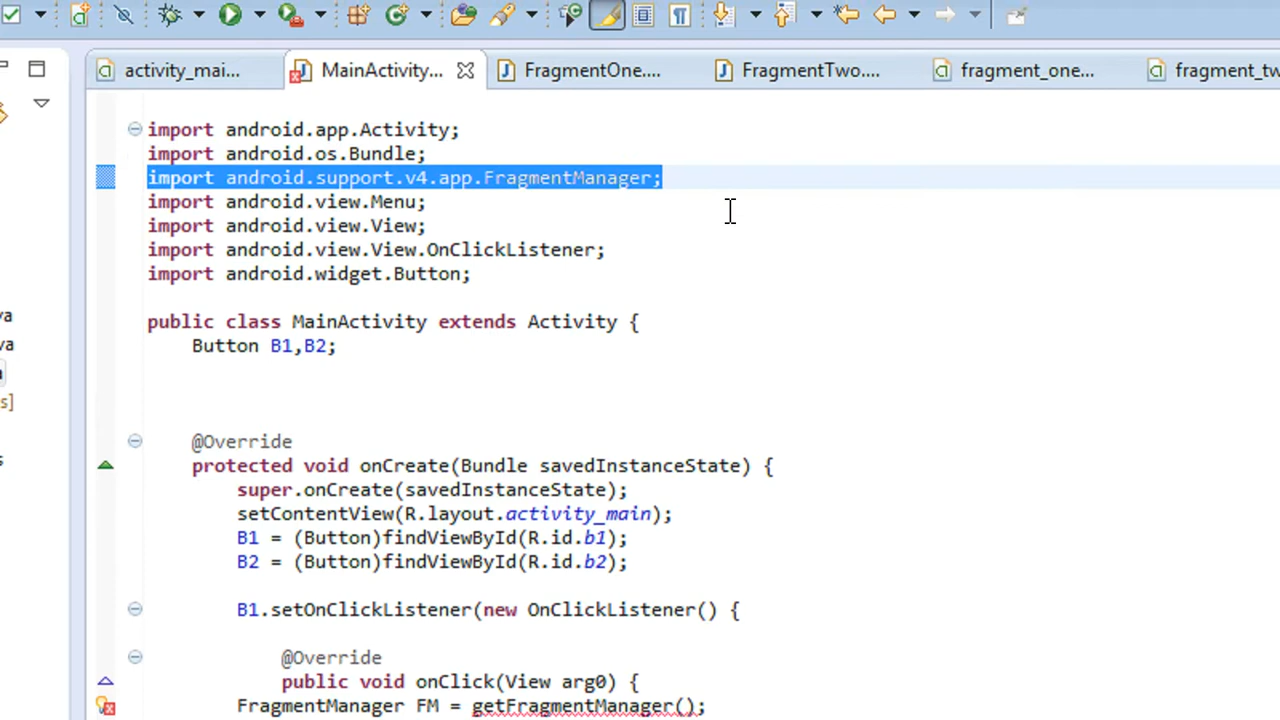 activity_mai...
MainActivity...
FragmentOne....
FragmentTwo....
fragment_one...
fragment_tw
import android.app.Activity;
import android.os.Bundle;
import android.support.v4.app.FragmentManager;
import android.view.Menu;
import android.view.View;
import android.view.View.OnClickListener;
import android.widget.Button;
va
public class MainActivity extends Activity {
va
Button B1,B2;
s]
@Override
protected void onCreate(Bundle savedInstanceState) {
super.onCreate(savedInstanceState);
setContentView(R.layout.activity_main);
B1 = (Button)findViewById(R.id.b1);
B2 = (Button)findViewById(R.id.b2);
B1.setOnClickListener(new OnClickListener() {
@Override
public void onClick(View arg0) {
FragmentManager FM = getFragmentManager();